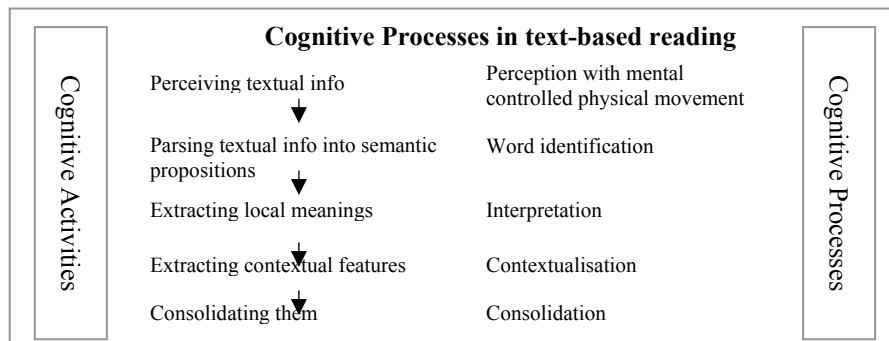 Cognitive Processes in text-based reading
Cognitive Activities
Perceiving textual info
Perception with mental
controlled physical movement
Parsing textual info into semantic
propositions
Word identification
Extracting local meanings
Interpretation
Extracting contextual features
Contextualisation
Consolidating them
Consolidation
Cognitive Processes